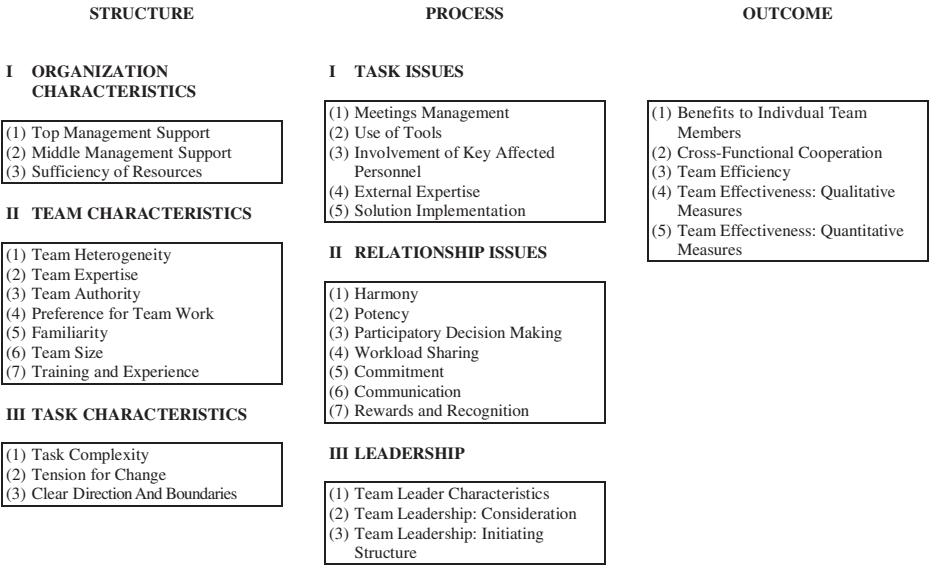 STRUCTURE
I ORGANIZATION
CHARACTERISTICS
(1) Top Management Support
(2) Middle Management Support
(3) Sufficiency of Resources
II TEAM CHARACTERISTICS
(1) Team Heterogeneity
(2) Team Expertise
(3) Team Authority
(4) Preference for Team Work
(5) Familiarity
(6) Team Size
(7) Training and Experience
III TASK CHARACTERISTICS
(1) Task Complexity
(2) Tension for Change
(3) Clear Direction And Boundaries
PROCESS
I TASK ISSUES
(1) Meetings Management
(2) Use of Tools
(3) Involvement of Key Affected
Personnel
(4) External Expertise
(5) Solution Implementation
II RELATIONSHIP ISSUES
(1) Harmony
(2) Potency
(3) Participatory Decision Making
(4) Workload Sharing
(5) Commitment
(6) Communication
(7) Rewards and Recognition
III LEADERSHIP
(1) Team Leader Characteristics
(2) Team Leadership: Consideration
(3) Team Leadership: Initiating
Structure
OUTCOME
(1) Benefits to Indivdual Team
Members
(2) Cross-Functional Cooperation
(3) Team Efficiency
(4) Team Effectiveness: Qualitative
Measures
(5) Team Effectiveness: Quantitative
Measures